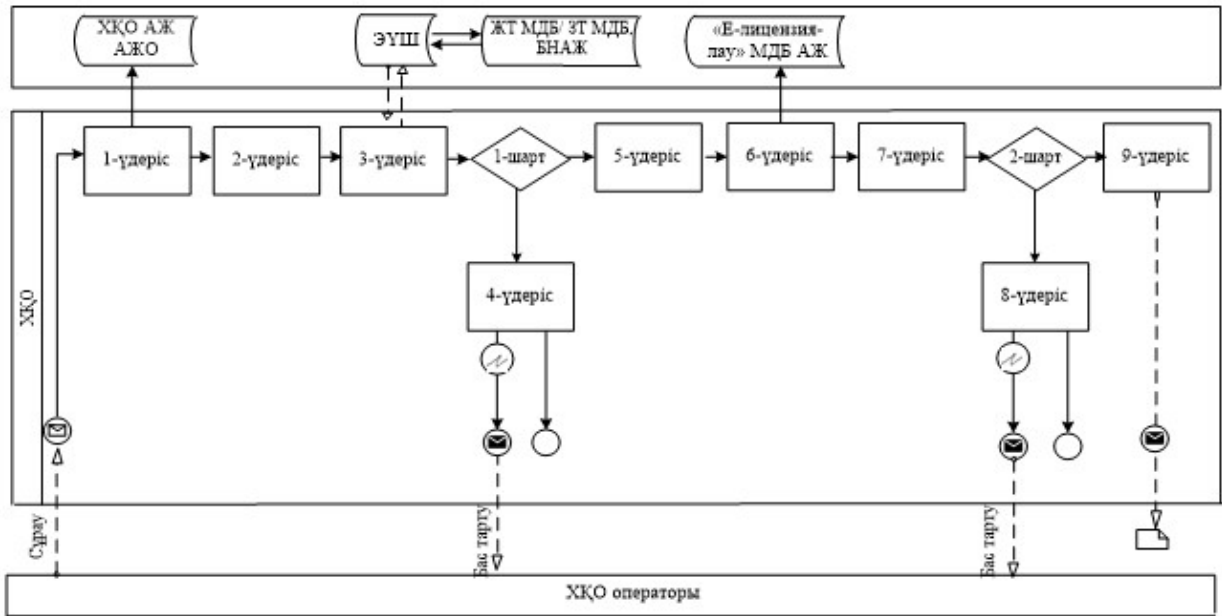 ХҚО АЖ
АЖО
ЭҮШ
ЖТ МДБ/ ЗТ МДБ,
БНАЖ
«Е-лицензия-
лау» МДБ АЖ
ХҚО
1-үдеріс
2-үдеріс
3-үдеріс
1-шарт
5-үдеріс
6-үдеріс
7-үдеріс
2-шарт
9-үдеріс
4-үдеріс
8-үдеріс
Сұрау
Бас тарту
Бас тарту
ХҚО операторы